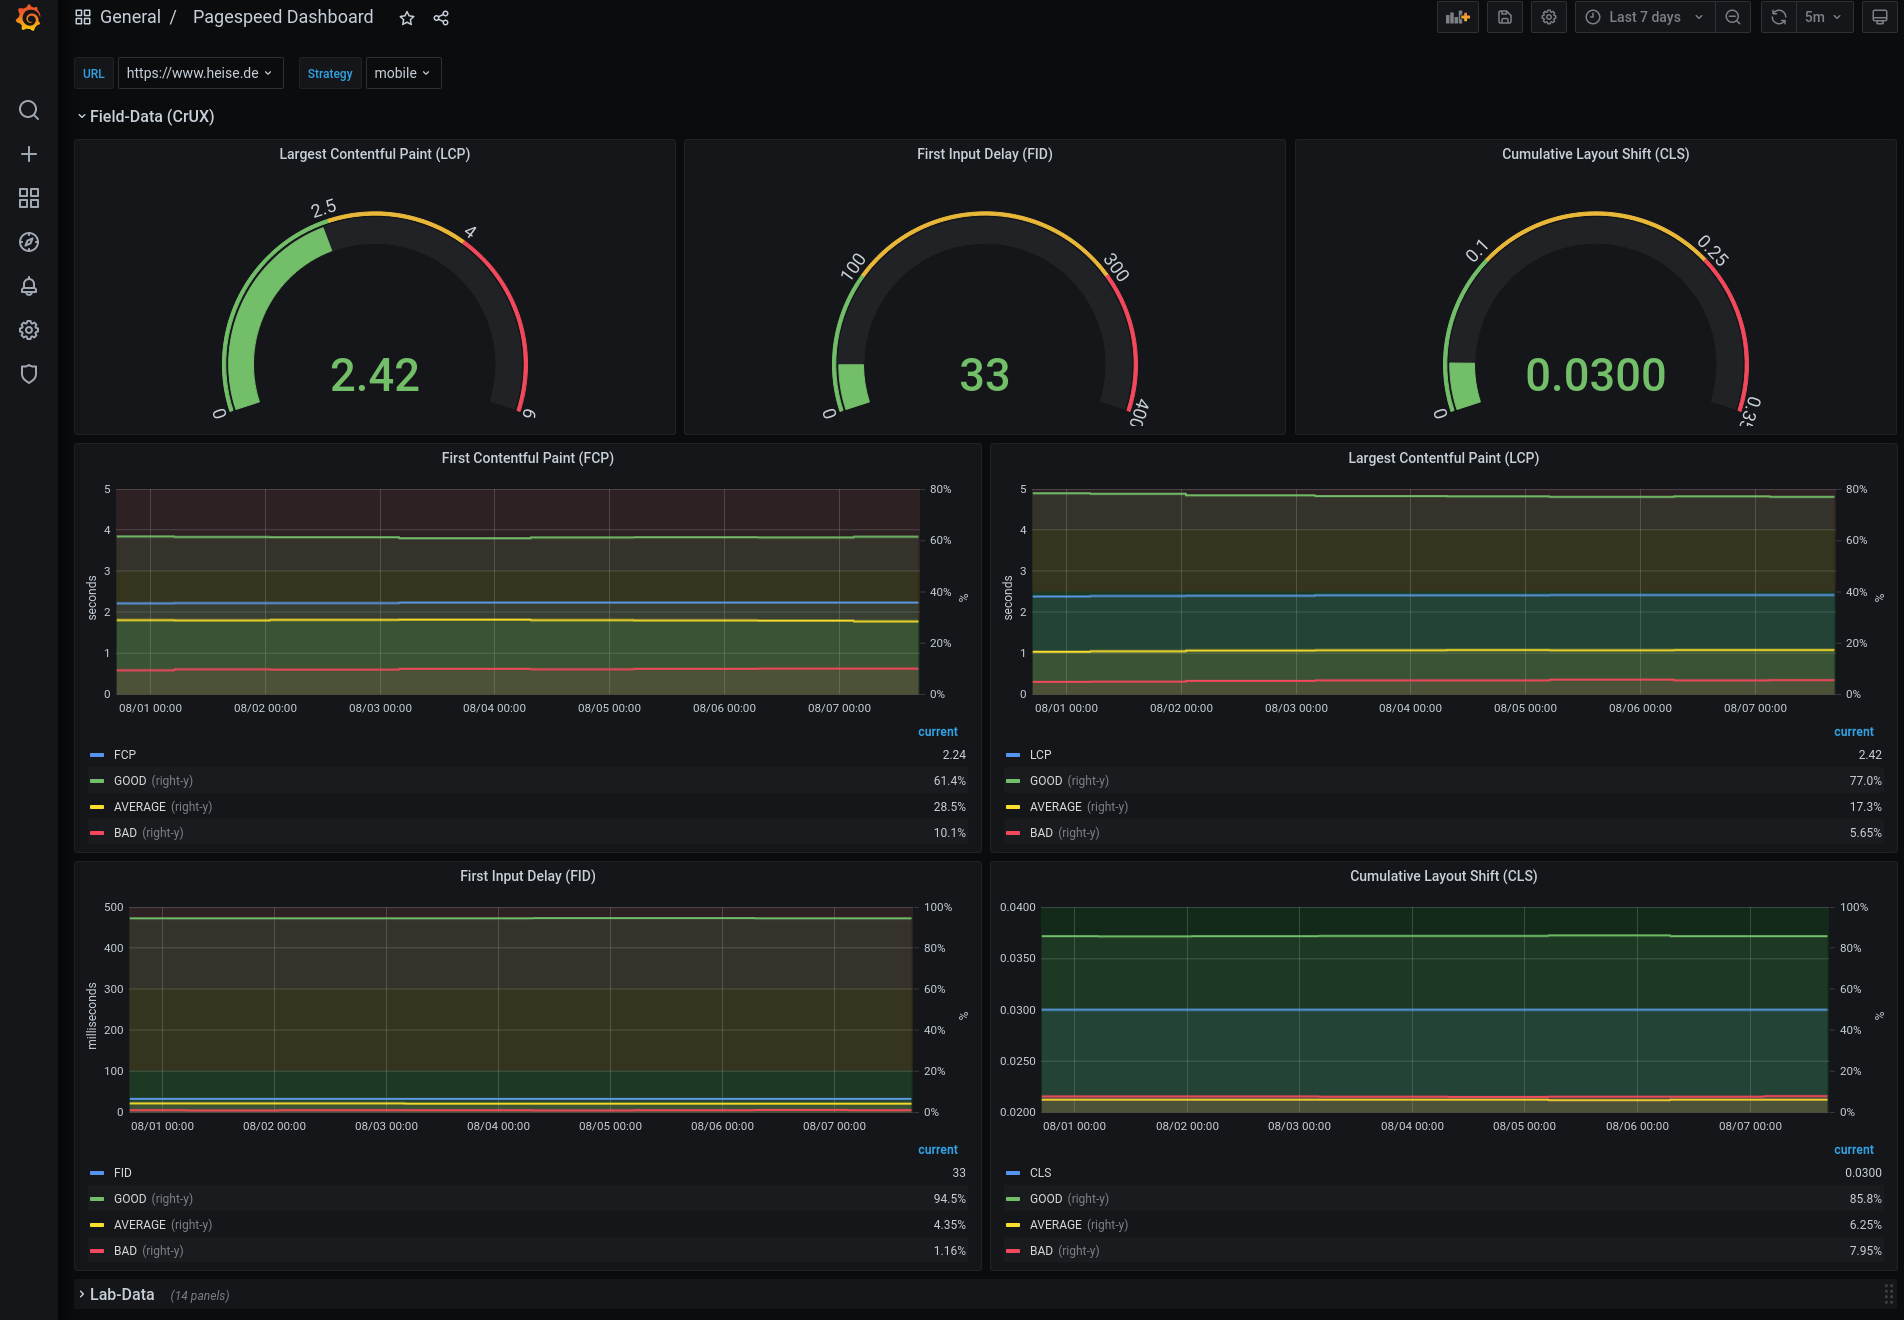 General / Pagespeed Dashboard
Last 7 days
5m
URL https://www.heise.de Strategy mobile
Field-Data (CrUX)
Largest Contentful Paint (LCP)
0 2.5 4 6
2.42
First Input Delay (FID)
0 100 300 400
33
Cumulative Layout Shift (CLS)
0 0.1 0.25
0.0300
First Contentful Paint (FCP)
seconds
5
4
3
2
1
0
80%
60%
40%
20%
0%
%
08/01 00:00 08/02 00:00 08/03 00:00 08/04 00:00 08/05 00:00 08/06 00:00 08/07 00:00
current
FCP 2.24
GOOD (right-y) 61.4%
AVERAGE (right-y) 28.5%
BAD (right-y) 10.1%
Largest Contentful Paint (LCP)
seconds
5
4
3
2
1
0
80%
60%
40%
20%
0%
%
08/01 00:00 08/02 00:00 08/03 00:00 08/04 00:00 08/05 00:00 08/06 00:00 08/07 00:00
current
LCP 2.42
GOOD (right-y) 77.0%
AVERAGE (right-y) 17.3%
BAD (right-y) 5.65%
First Input Delay (FID)
milliseconds
500
400
300
200
100
0
100%
80%
60%
40%
20%
0%
%
08/01 00:00 08/02 00:00 08/03 00:00 08/04 00:00 08/05 00:00 08/06 00:00 08/07 00:00
current
FID 33
GOOD (right-y) 94.5%
AVERAGE (right-y) 4.35%
BAD (right-y) 1.16%
Cumulative Layout Shift (CLS)
0.0400
0.0350
0.0300
0.0250
0.0200
100%
80%
60%
40%
20%
0%
%
08/01 00:00 08/02 00:00 08/03 00:00 08/04 00:00 08/05 00:00 08/06 00:00 08/07 00:00
current
CLS 0.0300
GOOD (right-y) 85.8%
AVERAGE (right-y) 6.25%
BAD (right-y) 7.95%
Lab-Data (14 panels)